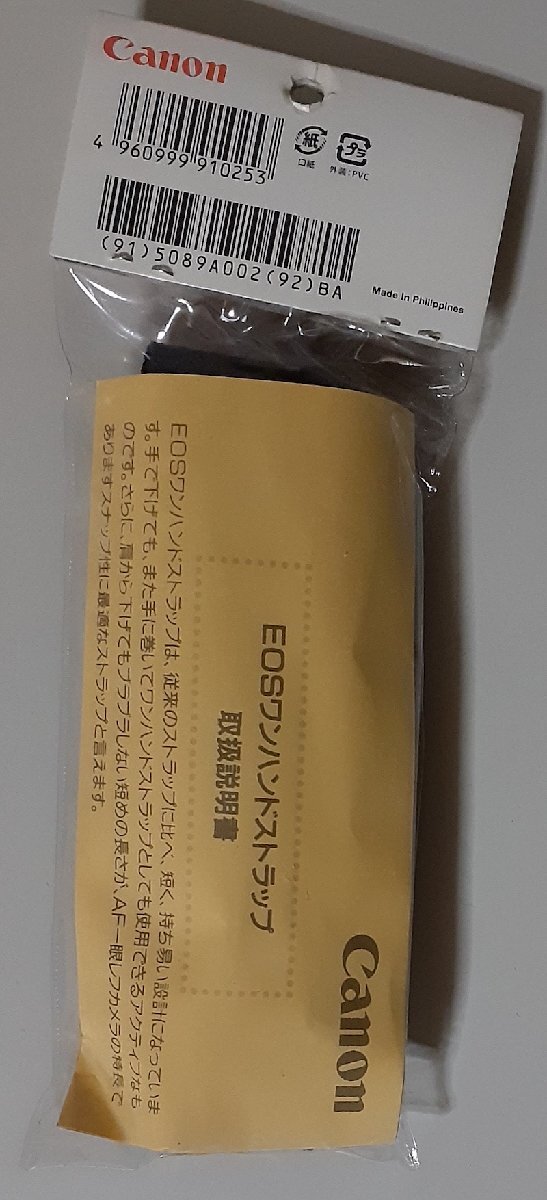 Canon
4 960999 910253
紙
口紙
プラ
外装:PVC
(91)5089A002(92)BA
Made in Philippines
Canon
EOSワンハンドストラップ
取扱説明書
EOSワンハンドストラップは、従来のストラップに比べ、短く、持ち易い設計になっていま
す。手で下げても、また手に巻いてワンハンドストラップとしても使用できるアクティブなも
のです。さらに、肩から下げてもブラブラしない短めの長さが、AF一眼レフカメラの特長で
ありますスナップ性に最適なストラップと言えます。